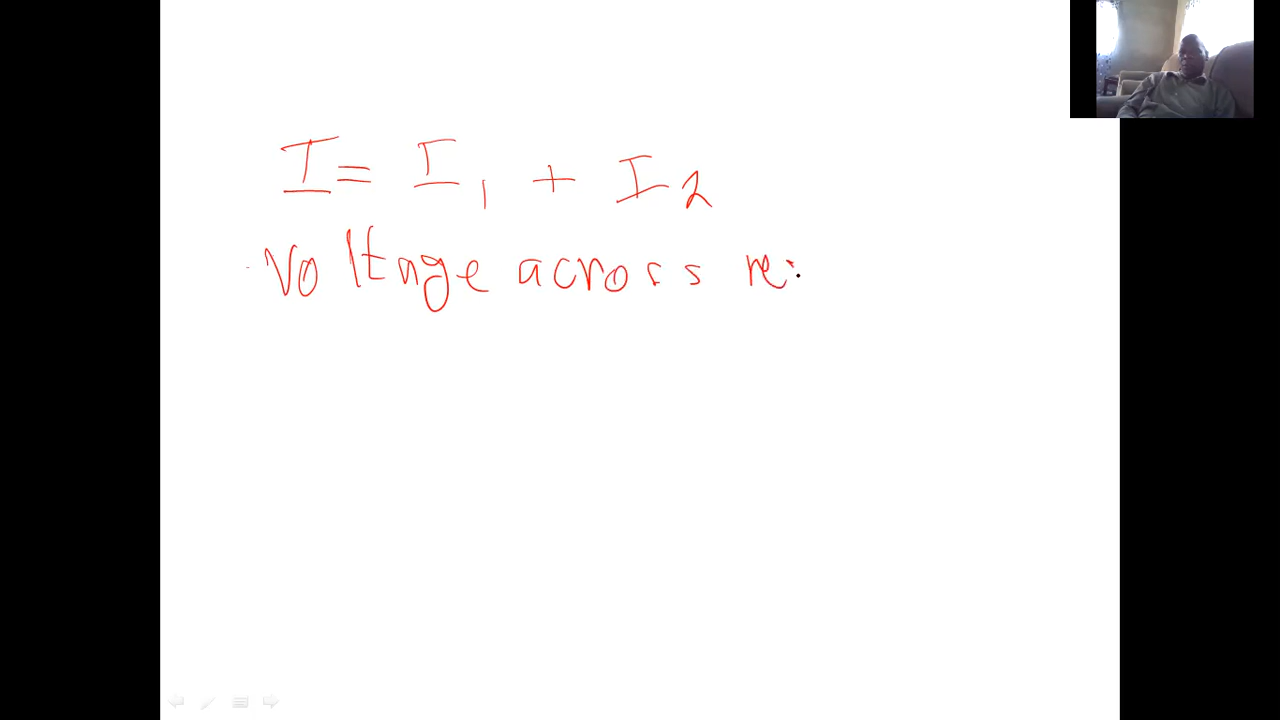 I = I1 + I2
Voltage across re